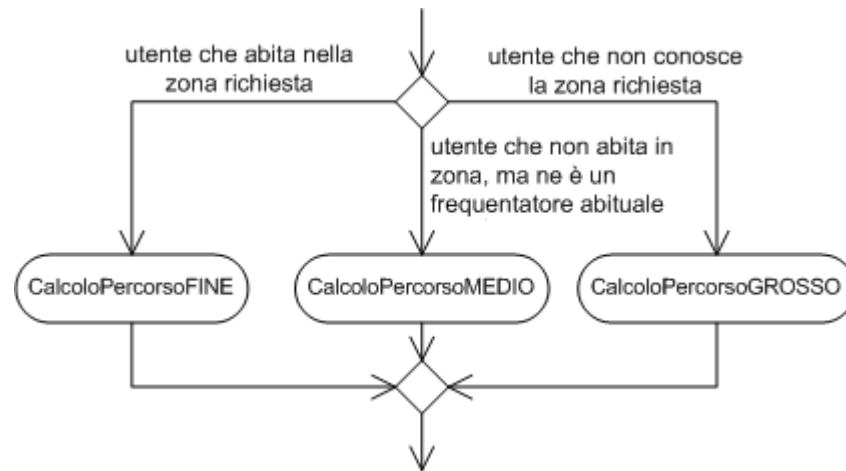 utente che abita nella
zona richiesta
utente che non conosce
la zona richiesta
utente che non abita in
zona, ma ne è un
frequentatore abituale
CalcoloPercorsoFINE
CalcoloPercorsoMEDIO
CalcoloPercorsoGROSSO